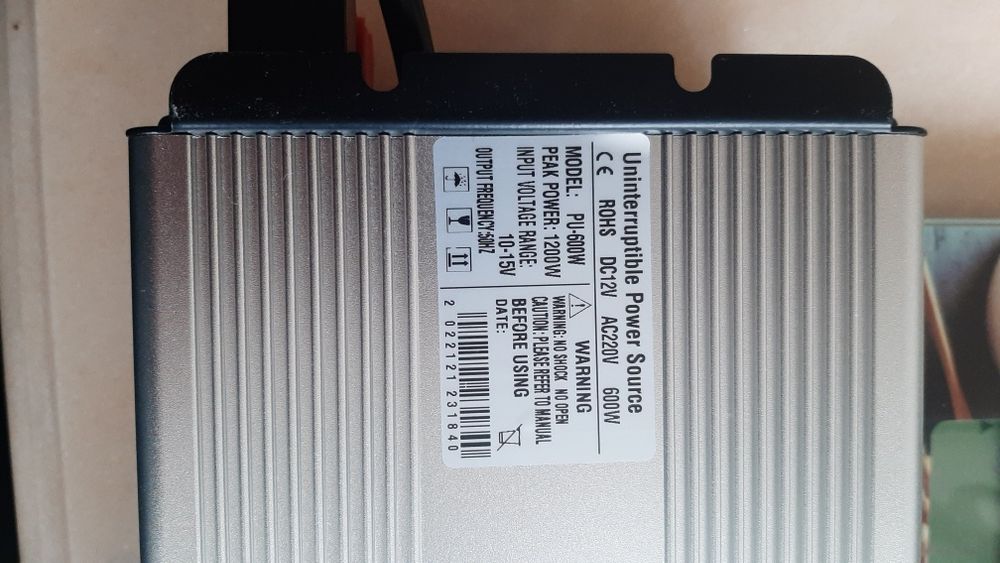 Uninterruptible Power Source
CE ROHS DC12V AC220V 600W
MODEL: PU-600W
PEAK POWER: 1200W
INPUT VOLTAGE RANGE:
10-15V
OUTPUT FREQUENCY:50HZ
WARNING
WARNING: NO SHOCK NO OPEN
CAUTION: PLEASE REFER TO MANUAL
BEFORE USING
DATE:
2 022121 231840